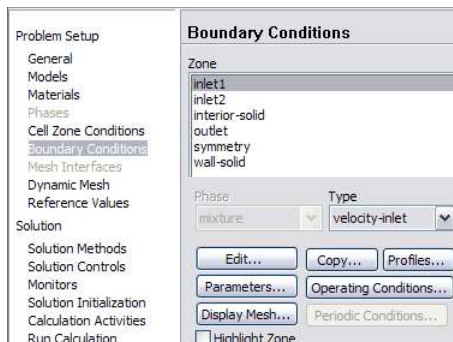 Problem Setup
General
Models
Materials
Phases
Cell Zone Conditions
Boundary Conditions
Mesh Interfaces
Dynamic Mesh
Reference Values
Solution
Solution Methods
Solution Controls
Monitors
Solution Initialization
Calculation Activities
Run Calculation
Boundary Conditions
Zone
inlet1
inlet2
interior-solid
outlet
symmetry
wall-solid
Phase Type
mixture velocity-inlet
Edit... Copy... Profiles...
Parameters... Operating Conditions...
Display Mesh... Periodic Conditions...
Highlight Zone